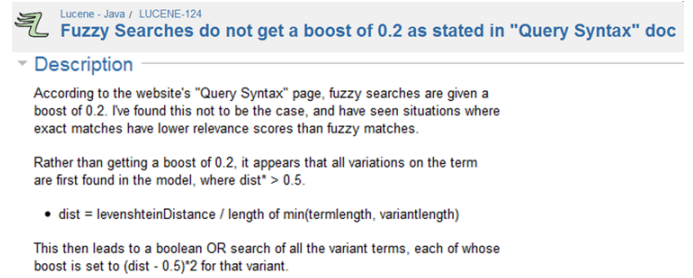 Lucene - Java / LUCENE-124
Fuzzy Searches do not get a boost of 0.2 as stated in "Query Syntax" doc
Description
According to the website's "Query Syntax" page, fuzzy searches are given a
boost of 0.2. I've found this not to be the case, and have seen situations where
exact matches have lower relevance scores than fuzzy matches.
Rather than getting a boost of 0.2, it appears that all variations on the term
are first found in the model, where dist* > 0.5.
• dist = levenshteinDistance / length of min(termlength, variantlength)
This then leads to a boolean OR search of all the variant terms, each of whose
boost is set to (dist - 0.5)*2 for that variant.